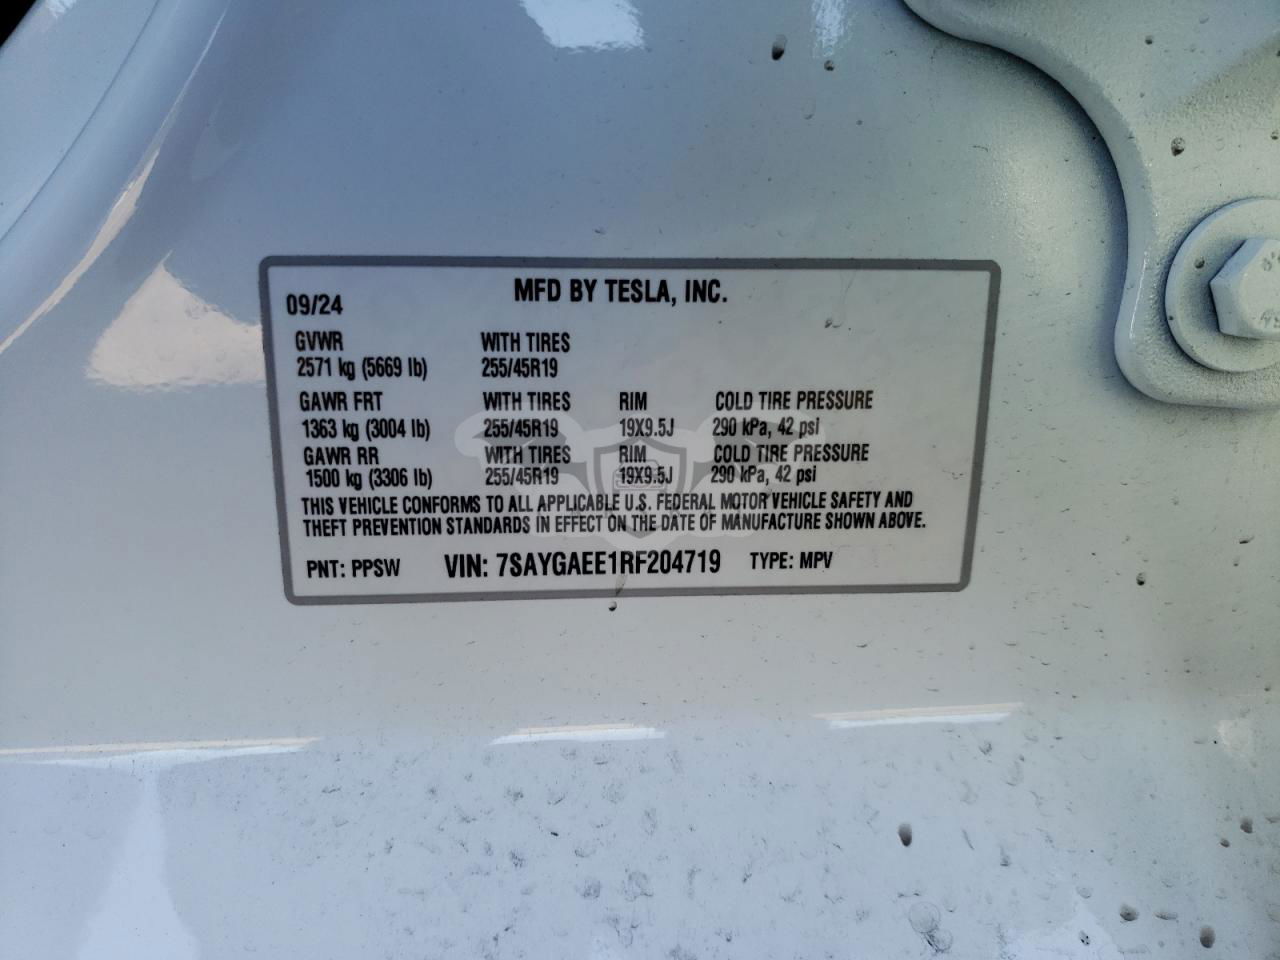 MFD BY TESLA, INC.
09/24
GVWR WITH TIRES
2571 kg (5669 lb) 255/45R19
GAWR FRT WITH TIRES RIM COLD TIRE PRESSURE
1363 kg (3004 lb) 255/45R19 19X9.5J 290 kPa, 42 psi
GAWR RR WITH TIRES RIM COLD TIRE PRESSURE
1500 kg (3306 lb) 255/45R19 19X9.5J 290 kPa, 42 psi
THIS VEHICLE CONFORMS TO ALL APPLICABLE U.S. FEDERAL MOTOR VEHICLE SAFETY AND
THEFT PREVENTION STANDARDS IN EFFECT ON THE DATE OF MANUFACTURE SHOWN ABOVE.
PNT: PPSW VIN: 7SAYGAEE1RF204719 TYPE: MPV